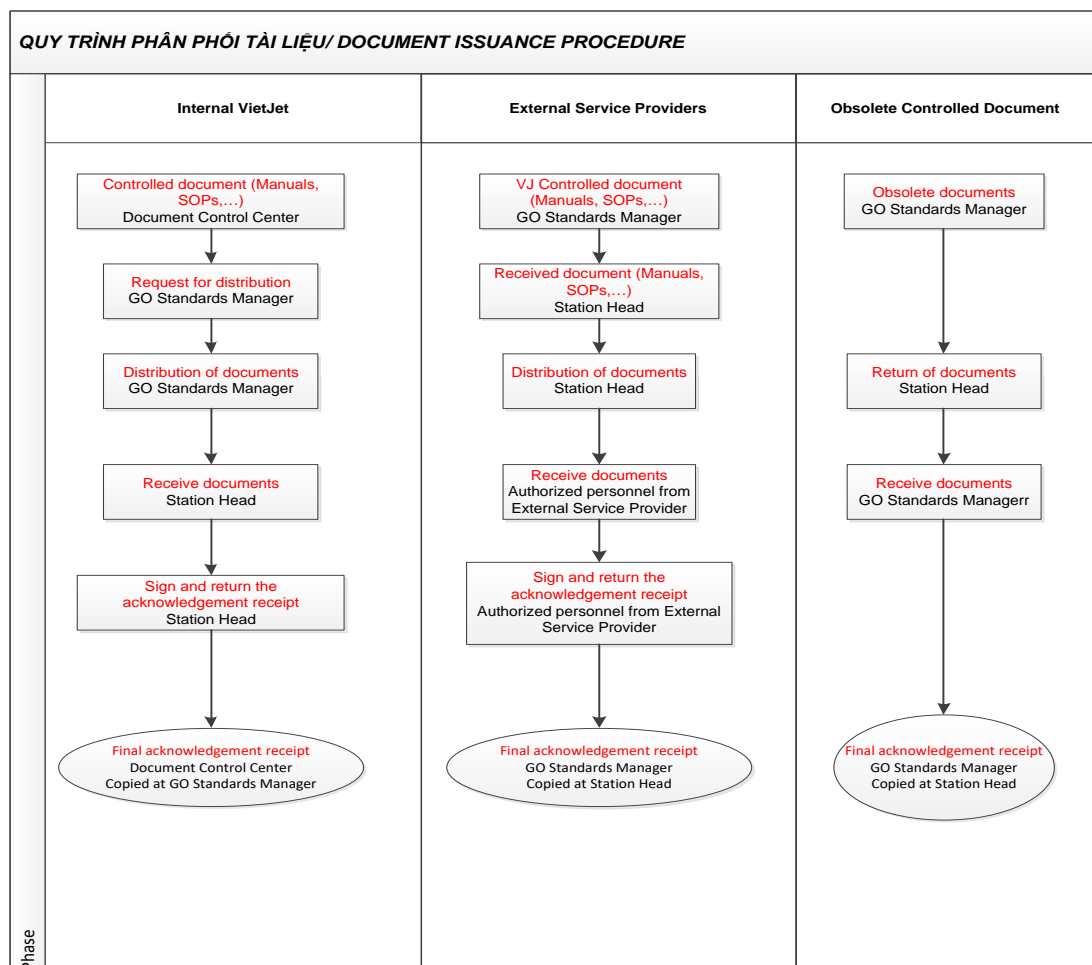 QUY TRÌNH PHÂN PHỐI TÀI LIỆU/ DOCUMENT ISSUANCE PROCEDURE
Internal VietJet
External Service Providers
Obsolete Controlled Document
Controlled document (Manuals,
SOPs,…)
Document Control Center
Request for distribution
GO Standards Manager
Distribution of documents
GO Standards Manager
Receive documents
Station Head
Sign and return the
acknowledgement receipt
Station Head
Final acknowledgement receipt
Document Control Center
Copied at GO Standards Manager
VJ Controlled document
(Manuals, SOPs,…)
GO Standards Manager
Received document (Manuals,
SOPs,…)
Station Head
Distribution of documents
Station Head
Receive documents
Authorized personnel from
External Service Provider
Sign and return the
acknowledgement receipt
Authorized personnel from External
Service Provider
Final acknowledgement receipt
GO Standards Manager
Copied at Station Head
Obsolete documents
GO Standards Manager
Return of documents
Station Head
Receive documents
GO Standards Managerr
Final acknowledgement receipt
GO Standards Manager
Copied at Station Head
Phase